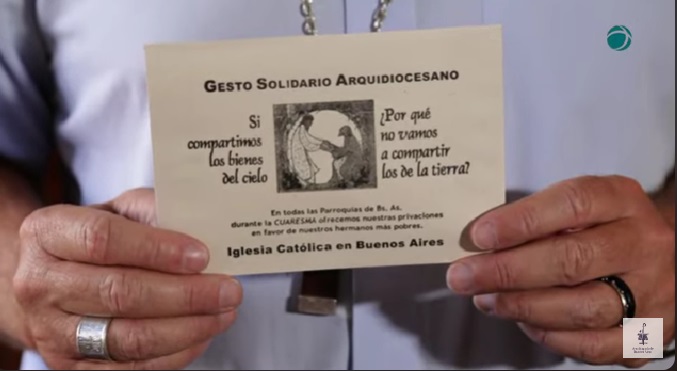 GESTO SOLIDARIO ARQUIDIOCESANO
Si
compartimos
los bienes
del cielo
¿Por qué
no vamos
a compartir
los de la tierra?
En todas las Parroquias de Bs. As.
durante la CUARESMA ofrecemos nuestras privaciones
en favor de nuestros hermanos más pobres.
Iglesia Católica en Buenos Aires